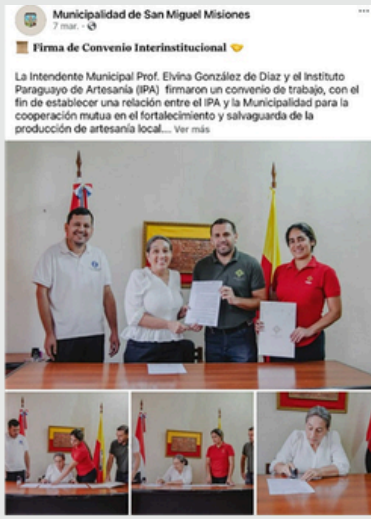 Municipalidad de San Miguel Misiones
7 mar. ·
Firma de Convenio Interinstitucional
La Intendente Municipal Prof. Elvina González de Diaz y el Instituto
Paraguayo de Artesanía (IPA) firmaron un convenio de trabajo, con el
fin de establecer una relación entre el IPA y la Municipalidad para la
cooperación mutua en el fortalecimiento y salvaguarda de la
producción de artesanía local.... Ver más